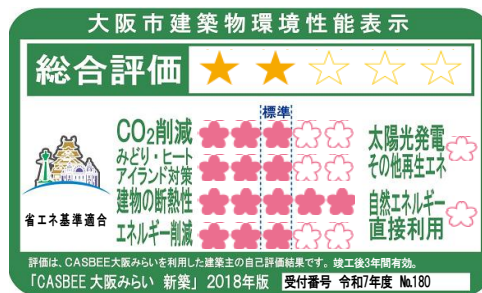 大阪市建築物環境性能表示
総合評価
標準
CO₂削減
みどり・ヒート
アイランド対策
建物の断熱性
エネルギー削減
太陽光発電
その他再生エネ
自然エネルギー
直接利用
省エネ基準適合
評価は、CASBEE大阪みらいを利用した建築主の自己評価結果です。竣工後3年間有効。
「CASBEE大阪みらい 新築」2018年版 受付番号 令和7年度 №180